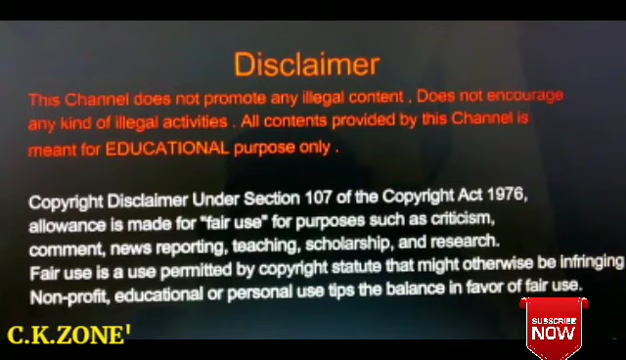 Disclaimer
This Channel does not promote any illegal content , Does not encourage
any kind of illegal activities . All contents provided by this Channel is
meant for EDUCATIONAL purpose only .
Copyright Disclaimer Under Section 107 of the Copyright Act 1976,
allowance is made for "fair use" for purposes such as criticism,
comment, news reporting, teaching, scholarship, and research.
Fair use is a use permitted by copyright statute that might otherwise be infringing
Non-profit, educational or personal use tips the balance in favor of fair use.
C.K.ZONE'
SUBSCRIBE
NOW